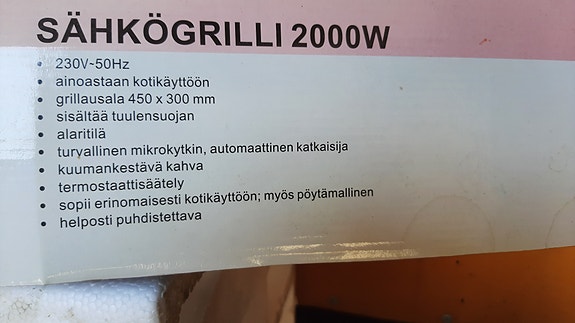 SÄHKÖGRILLI 2000W
• 230V~50Hz
• ainoastaan kotikäyttöön
• grillausala 450 x 300 mm
• sisältää tuulensuojan
• alaritilä
• turvallinen mikrokytkin, automaattinen katkaisija
• kuumankestävä kahva
• termostaattisäätely
• sopii erinomaisesti kotikäyttöön; myös pöytämallinen
• helposti puhdistettava